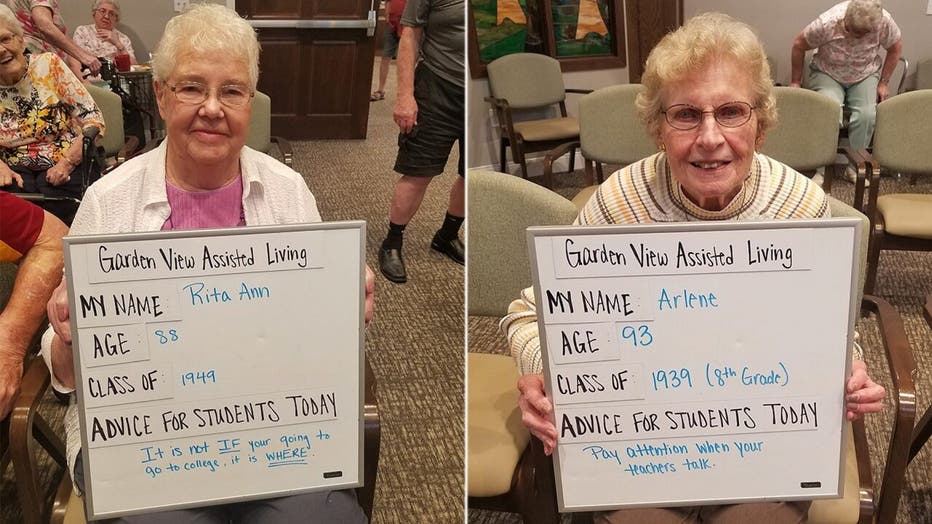 Garden View Assisted Living
MY NAME: Rita Ann
AGE: 88
CLASS OF: 1949
ADVICE FOR STUDENTS TODAY
It is not IF your going to
go to college, it is WHERE.
Garden View Assisted Living
MY NAME: Arlene
AGE: 93
CLASS OF: 1939 (8th Grade)
ADVICE FOR STUDENTS TODAY
Pay attention when your
teachers talk.